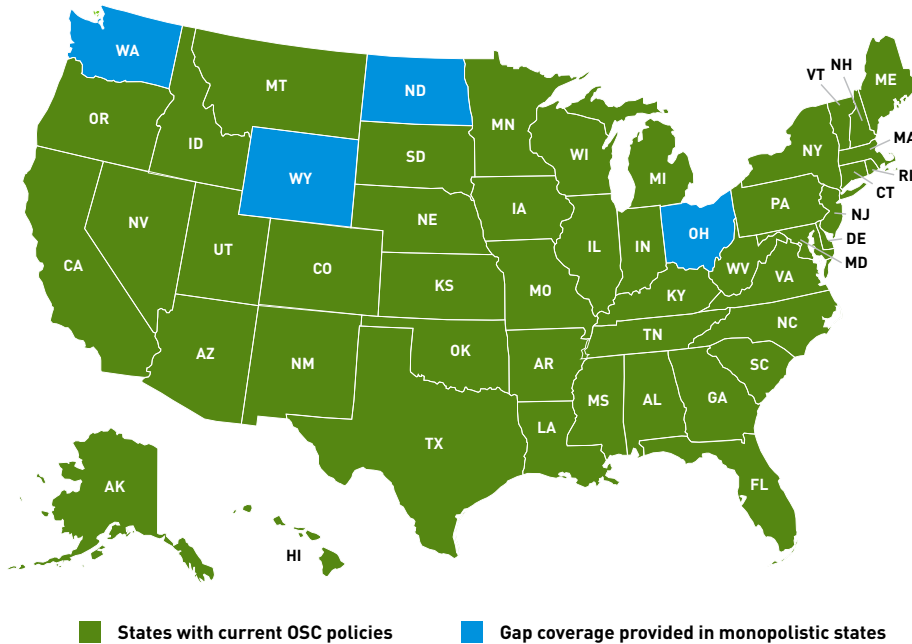 WA
MT
ND
MN
OR
ID
WY
SD
WI
MI
NY
VT
NH
ME
MA
RI
CT
NV
UT
CO
NE
IA
IL
IN
OH
PA
NJ
DE
MD
CA
KS
MO
KY
WV
VA
AZ
NM
OK
AR
TN
NC
SC
TX
LA
MS
AL
GA
FL
AK
HI
States with current OSC policies
Gap coverage provided in monopolistic states